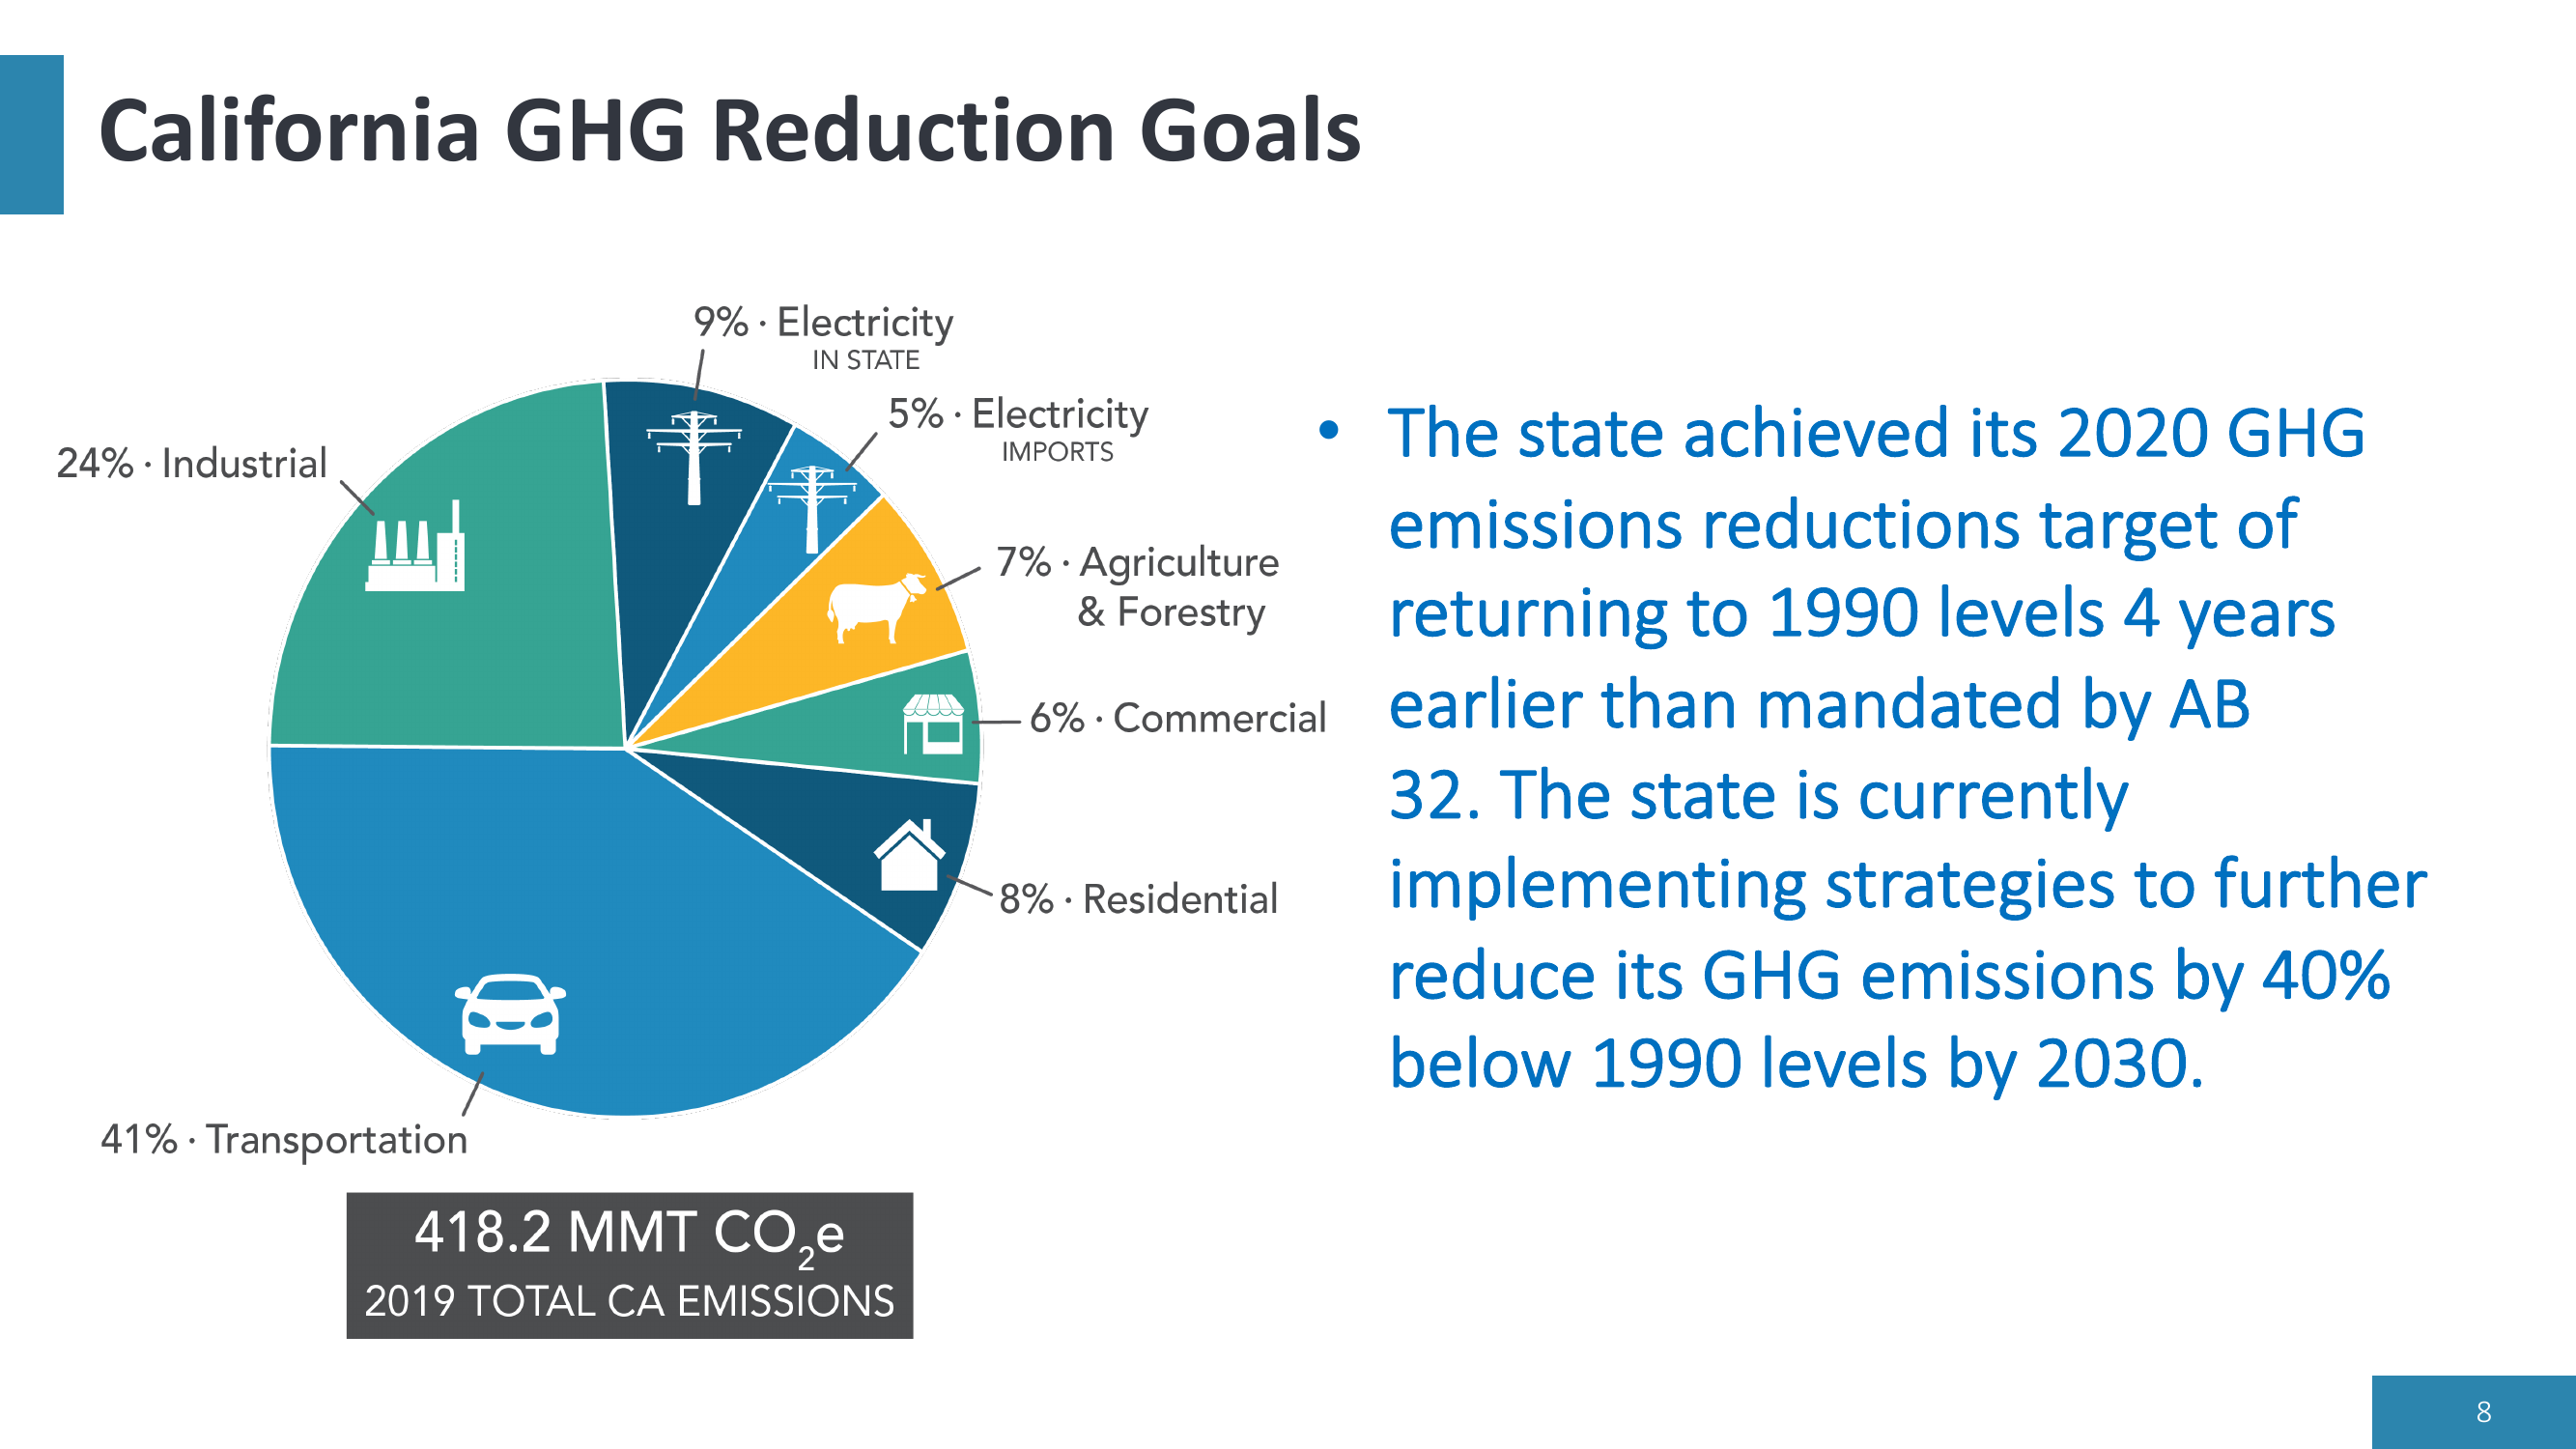 California GHG Reduction Goals
9% · Electricity
IN STATE
5% · Electricity
IMPORTS
24% · Industrial
7% · Agriculture
& Forestry
6% · Commercial
8% · Residential
41% · Transportation
418.2 MMT CO₂e
2019 TOTAL CA EMISSIONS
• The state achieved its 2020 GHG
emissions reductions target of
returning to 1990 levels 4 years
earlier than mandated by AB
32. The state is currently
implementing strategies to further
reduce its GHG emissions by 40%
below 1990 levels by 2030.
8